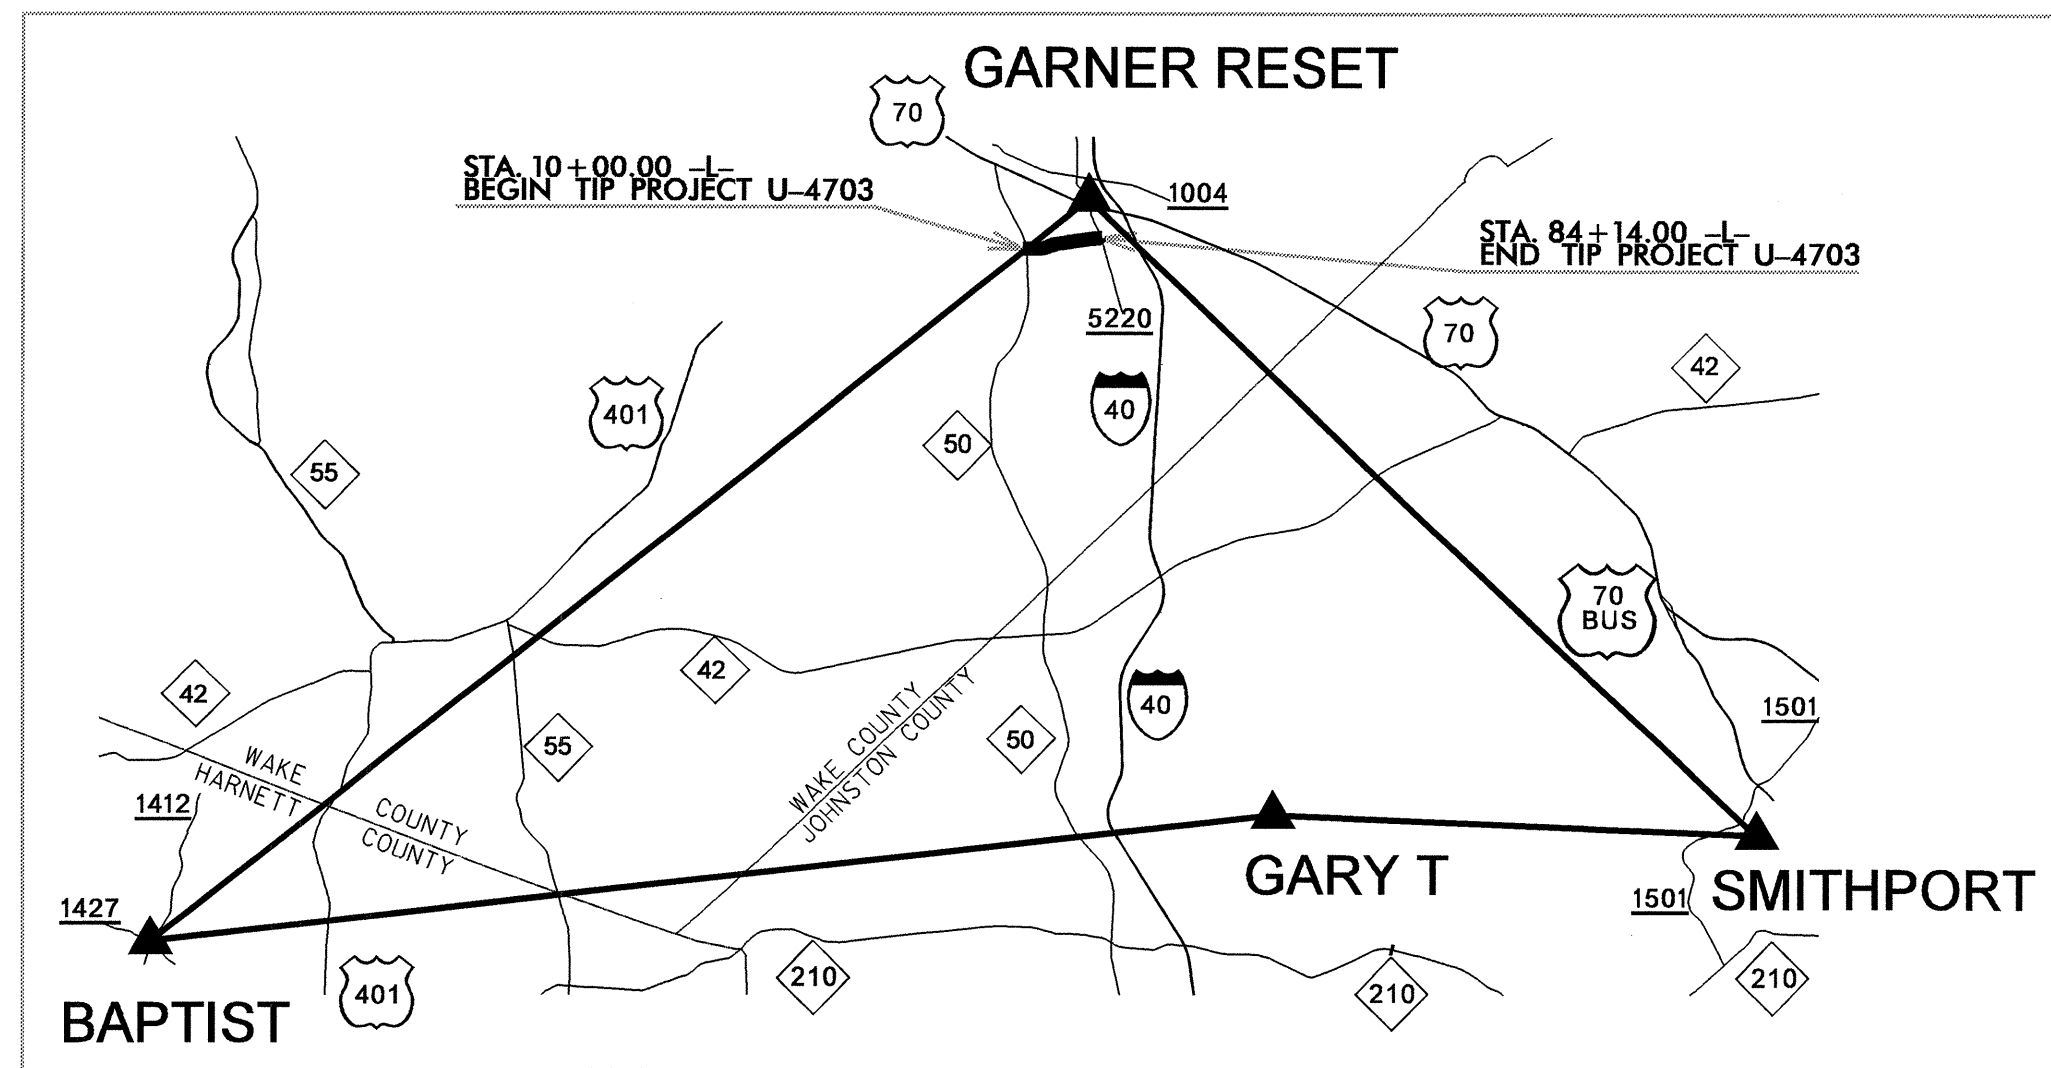 GARNER RESET
70
STA. 10+00.00 -L-
BEGIN TIP PROJECT U-4703
1004
STA. 84+14.00 -L-
END TIP PROJECT U-4703
5220
70
42
401
40
50
55
70
BUS
42
42
40
1501
50
55
WAKE COUNTY
JOHNSTON COUNTY
WAKE COUNTY
HARNETT COUNTY
1412
GARY T
SMITHPORT
1501
1427
210
210
210
401
BAPTIST